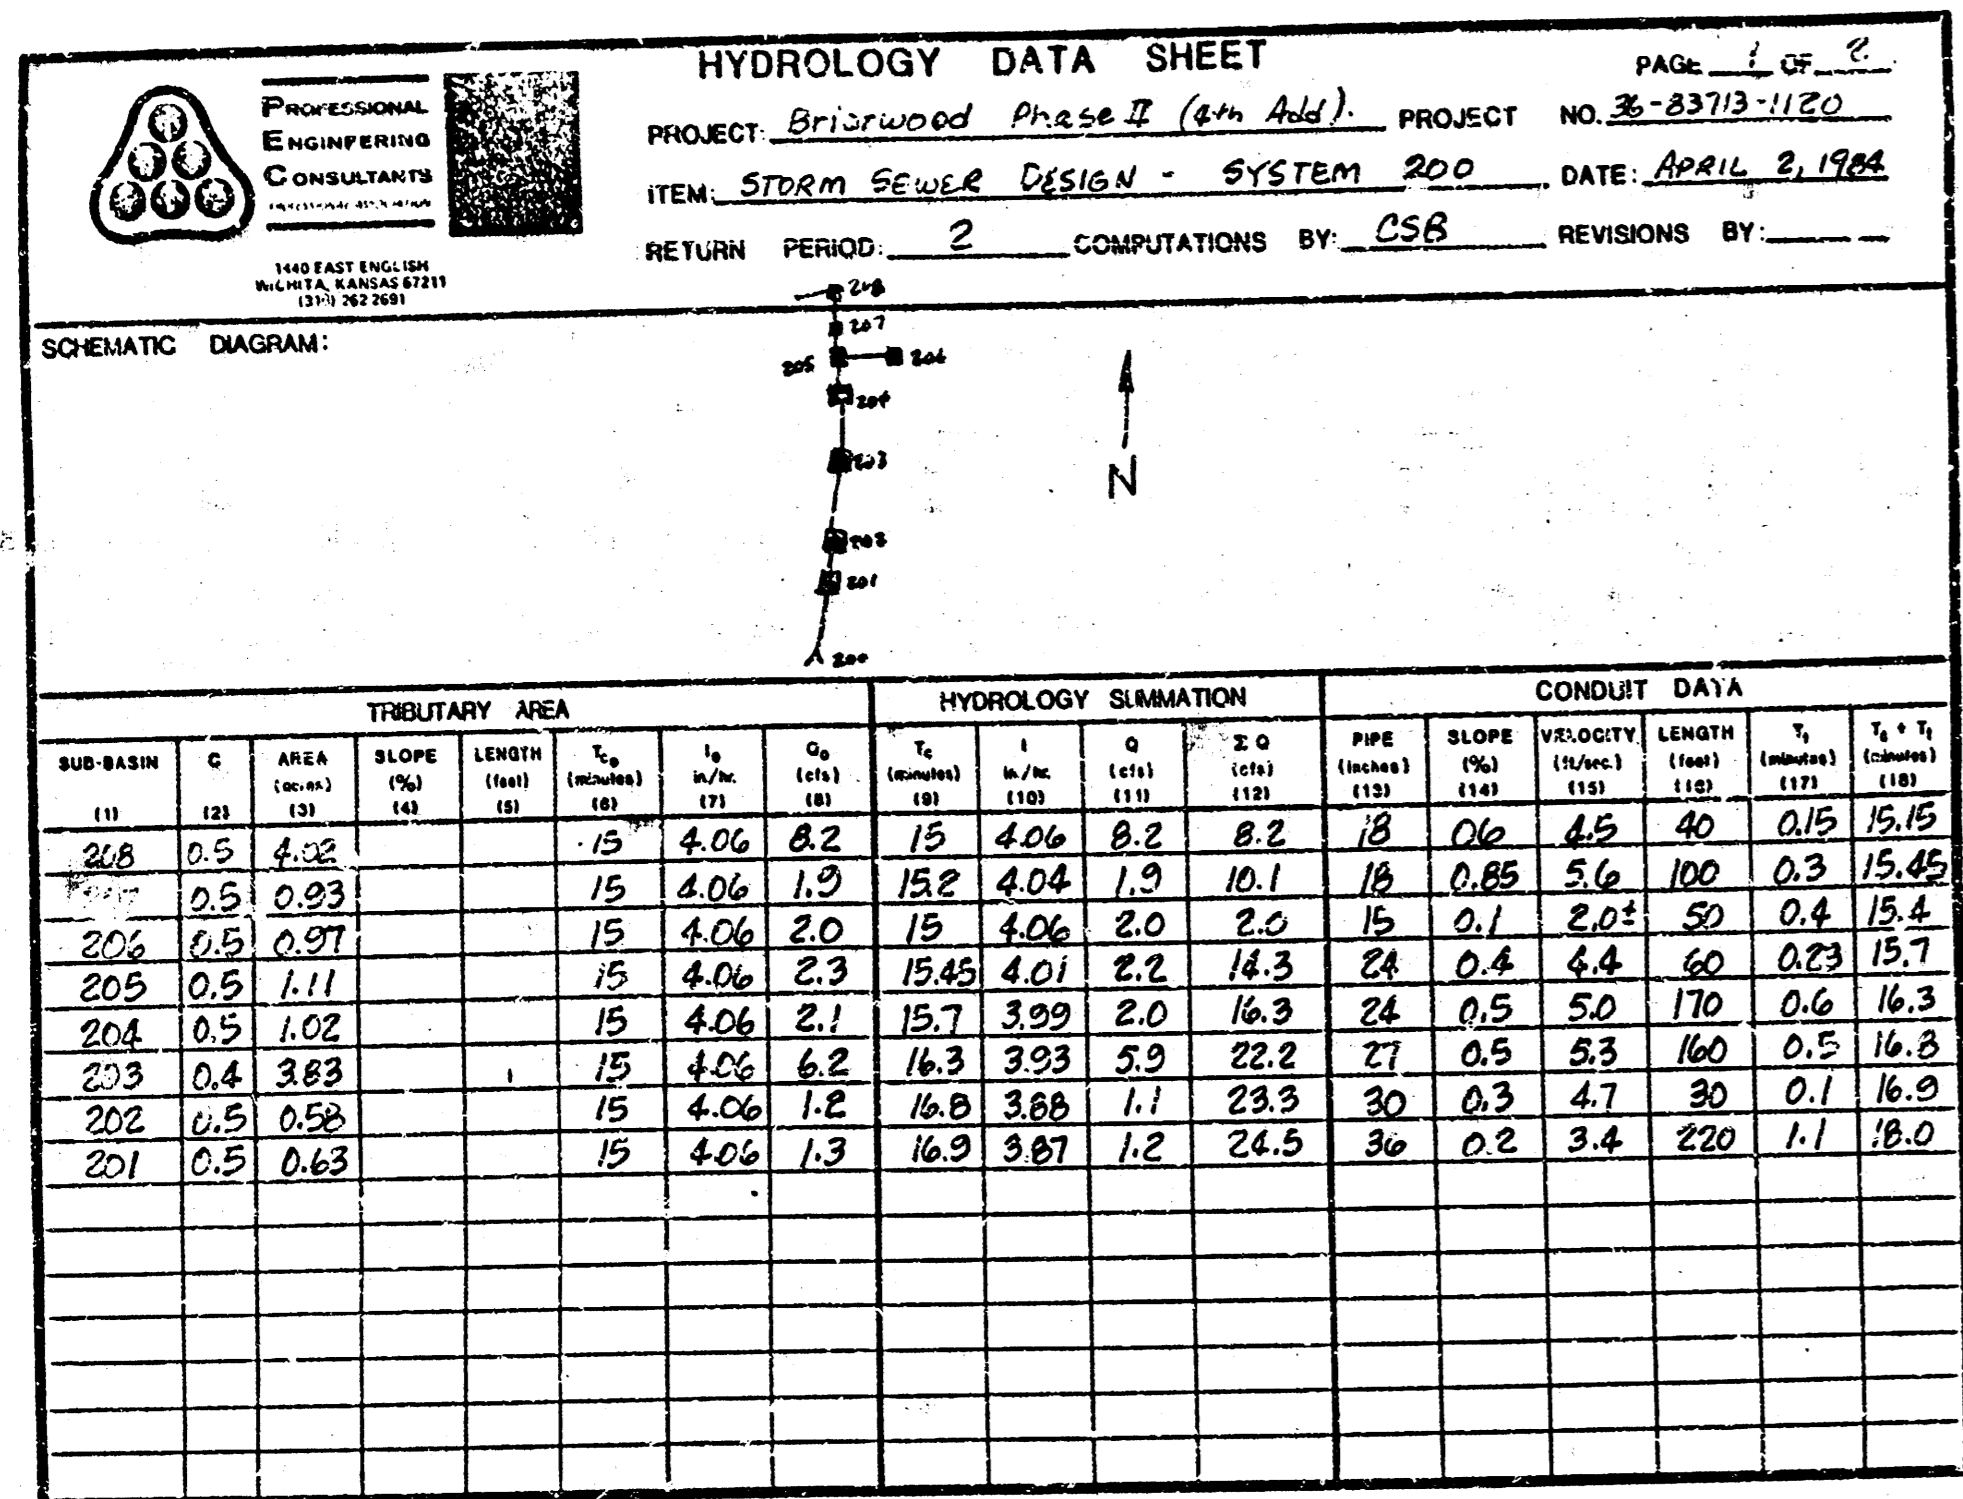 HYDROLOGY DATA SHEET
PAGE 1 OF 2
PROFESSIONAL
ENGINEERING
CONSULTANTS
PROFESSIONAL ASSOCIATION
1440 EAST ENGLISH
WICHITA, KANSAS 67211
(316) 262 2691
PROJECT: Briarwood Phase II (4th Add). PROJECT NO. 36-83713-1120
ITEM: STORM SEWER DESIGN - SYSTEM 200 DATE: APRIL 2, 1984
RETURN PERIOD: 2 COMPUTATIONS BY: CSB REVISIONS BY:
SCHEMATIC DIAGRAM:
208
207
205 206
204
203
N
202
201
200
TRIBUTARY AREA HYDROLOGY SUMMATION CONDUIT DATA
SUB-BASIN C AREA SLOPE LENGTH Tc₀ I₀ Q₀ Tc I Q Σ Q PIPE SLOPE VELOCITY LENGTH Tt Tc + Tt
(acres) (%) (feet) (minutes) in/hr. (cfs) (minutes) in./hr. (cfs) (cfs) (inches) (%) (ft/sec.) (feet) (minutes) (minutes)
(1) (2) (3) (4) (5) (6) (7) (8) (9) (10) (11) (12) (13) (14) (15) (16) (17) (18)
208 0.5 4.02 15 4.06 8.2 15 4.06 8.2 8.2 18 06 4.5 40 0.15 15.15
0.5 0.93 15 4.06 1.9 15.2 4.04 1.9 10.1 18 0.85 5.6 100 0.3 15.45
206 0.5 0.97 15 4.06 2.0 15 4.06 2.0 2.0 15 0.1 2.0± 50 0.4 15.4
205 0.5 1.11 15 4.06 2.3 15.45 4.01 2.2 14.3 24 0.4 4.4 60 0.23 15.7
204 0.5 1.02 15 4.06 2.1 15.7 3.99 2.0 16.3 24 0.5 5.0 170 0.6 16.3
203 0.4 3.83 15 4.06 6.2 16.3 3.93 5.9 22.2 27 0.5 5.3 160 0.5 16.8
202 0.5 0.58 15 4.06 1.2 16.8 3.88 1.1 23.3 30 0.3 4.7 30 0.1 16.9
201 0.5 0.63 15 4.06 1.3 16.9 3.87 1.2 24.5 36 0.2 3.4 220 1.1 18.0